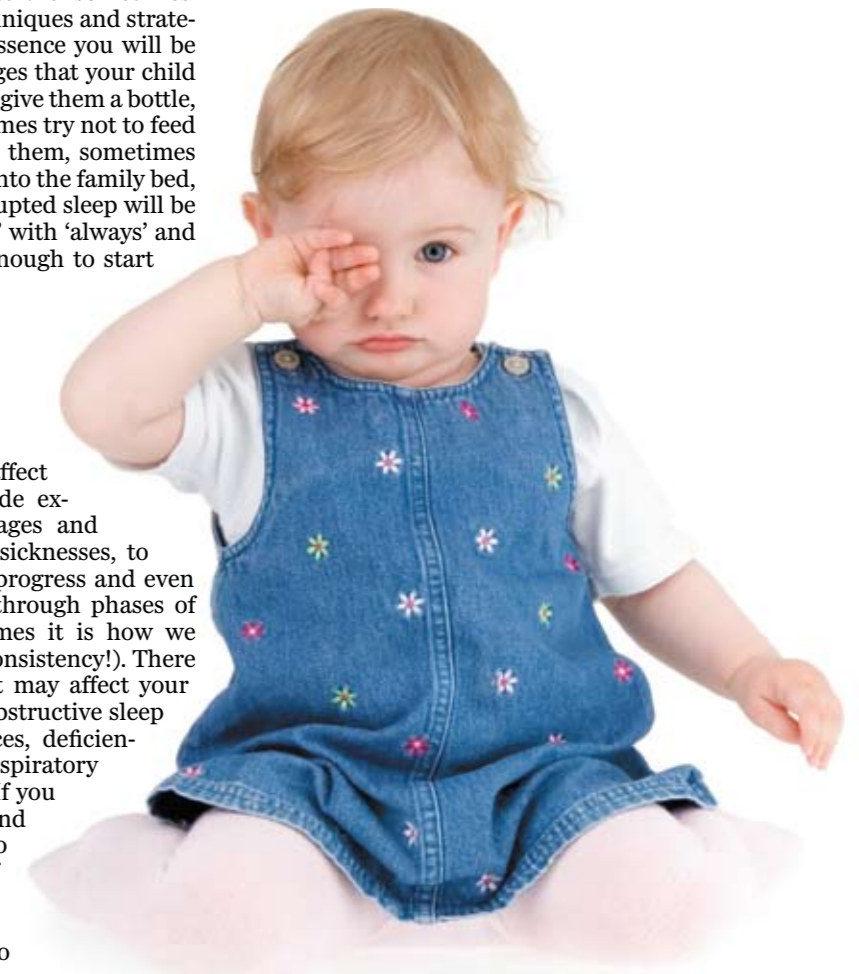 niques and strate-
ssence you will be
ges that your child
give them a bottle,
mes try not to feed
them, sometimes
nto the family bed,
upted sleep will be
’ with ‘always’ and
nough to start
ffect
de ex-
ages and
sicknesses, to
progress and even
through phases of
mes it is how we
onsistency!). There
t may affect your
bstructive sleep
ces, deficien-
spiratory
f you
nd
o
o